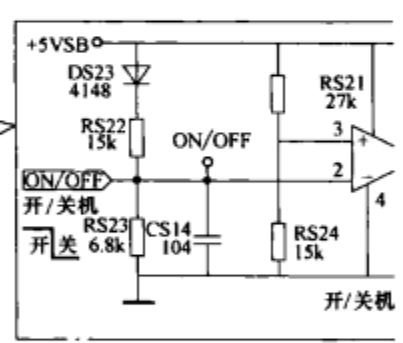 +5VSB
DS23
4148
RS21
27k
RS22
15k
ON/OFF
3
+
2
−
4
ON/OFF
开/关机
开 关
RS23
6.8k
CS14
104
RS24
15k
开/关机